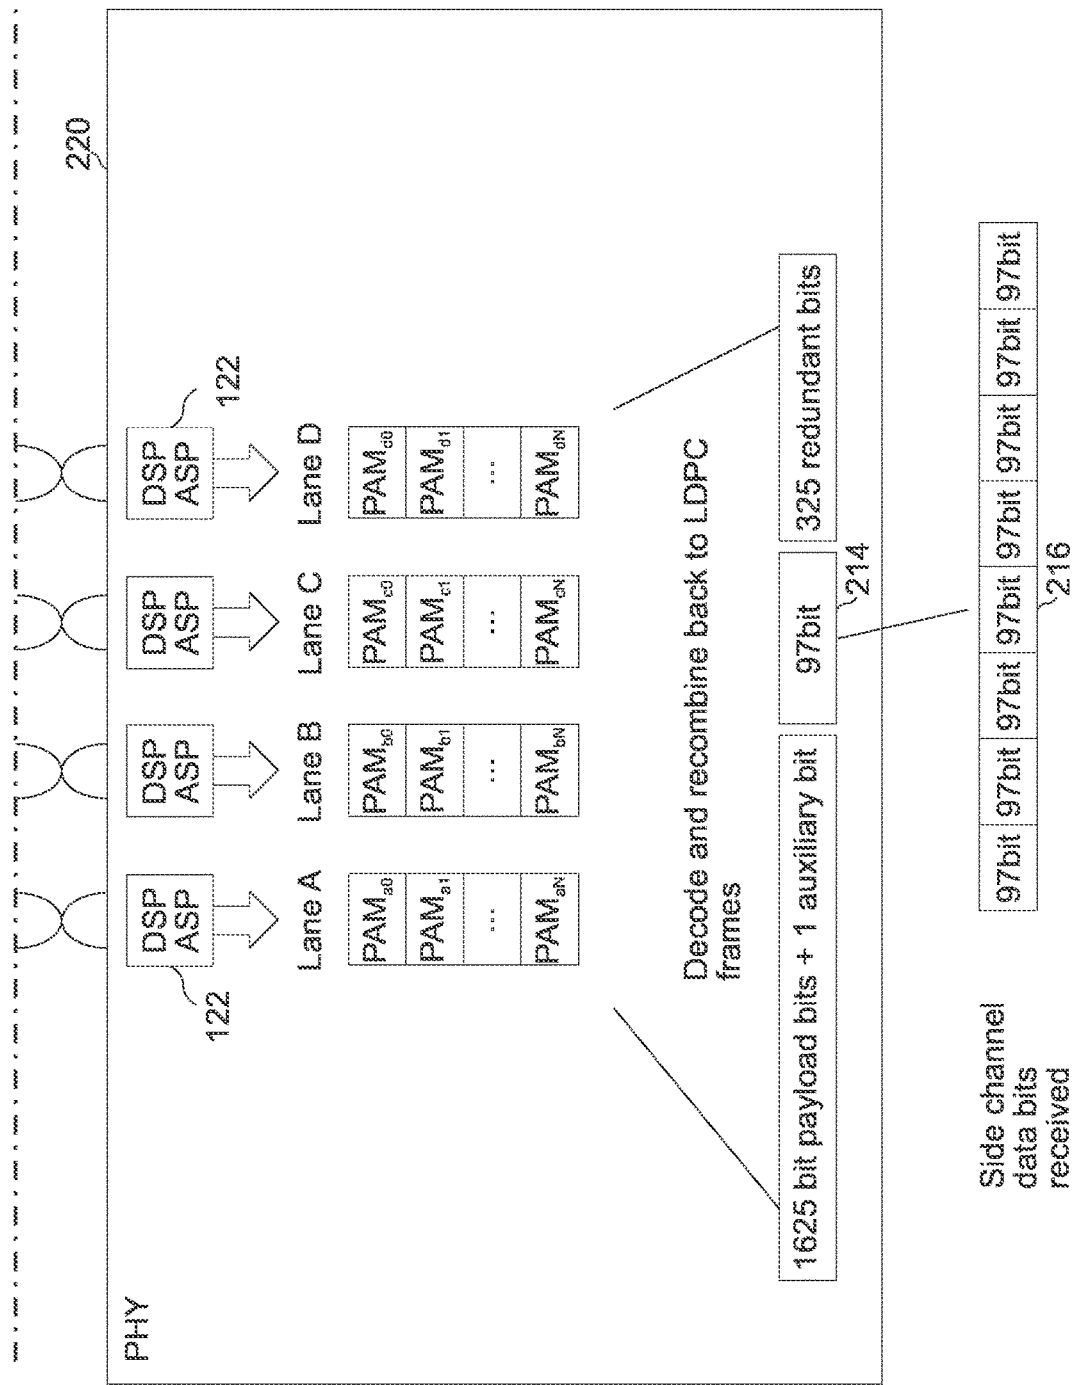 220
PHY
122
122
DSP
ASP
DSP
ASP
DSP
ASP
DSP
ASP
Lane A
Lane B
Lane C
Lane D
PAMa0
PAMb0
PAMc0
PAMd0
PAMa1
PAMb1
PAMc1
PAMd1
...
...
...
...
PAMaN
PAMbN
PAMcN
PAMdN
Decode and recombine back to LDPC
frames
1625 bit payload bits + 1 auxiliary bit
97bit
325 redundant bits
214
Side channel
data bits
received
97bit 97bit 97bit 97bit 97bit 97bit 97bit 97bit
216